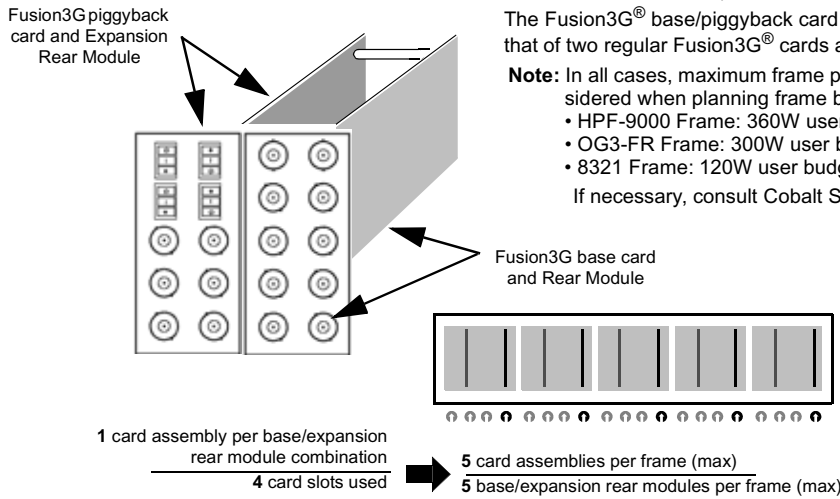 Fusion3G piggyback
card and Expansion
Rear Module
The Fusion3G® base/piggyback card
that of two regular Fusion3G® cards a
Note: In all cases, maximum frame p
sidered when planning frame b
• HPF-9000 Frame: 360W user
• OG3-FR Frame: 300W user b
• 8321 Frame: 120W user budg
If necessary, consult Cobalt S
Fusion3G base card
and Rear Module
1 card assembly per base/expansion
rear module combination
4 card slots used
5 card assemblies per frame (max)
5 base/expansion rear modules per frame (max)